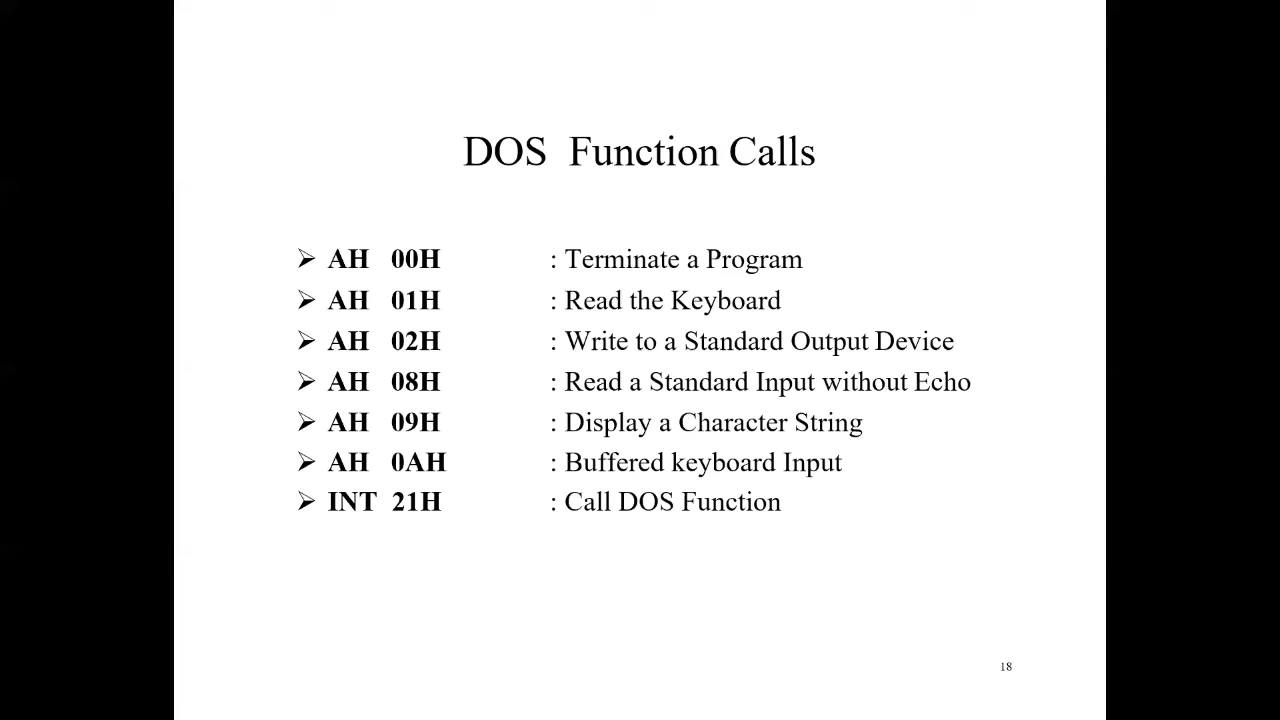 DOS Function Calls
➢ AH 00H : Terminate a Program
➢ AH 01H : Read the Keyboard
➢ AH 02H : Write to a Standard Output Device
➢ AH 08H : Read a Standard Input without Echo
➢ AH 09H : Display a Character String
➢ AH 0AH : Buffered keyboard Input
➢ INT 21H : Call DOS Function
18